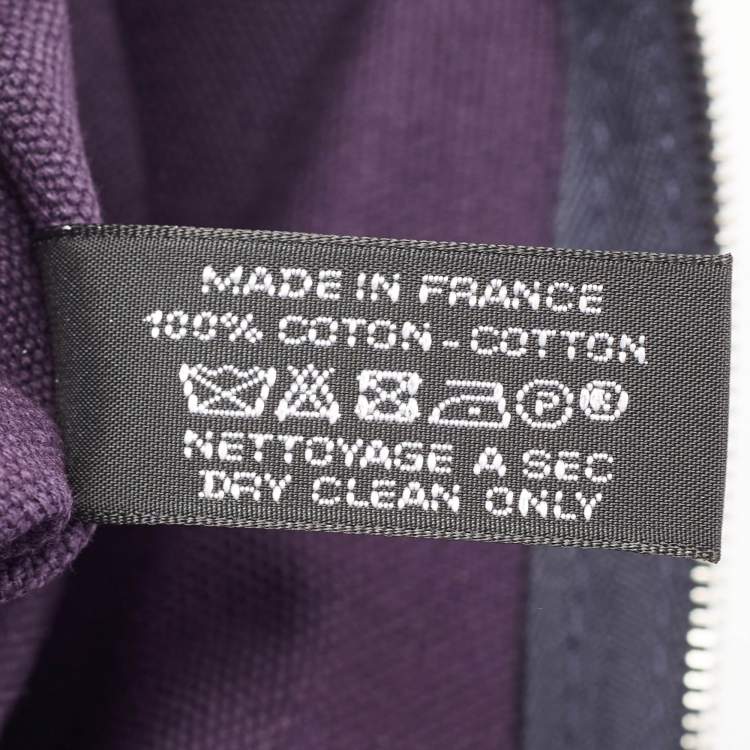 MADE IN FRANCE
100% COTON - COTTON
P
NETTOYAGE A SEC
DRY CLEAN ONLY